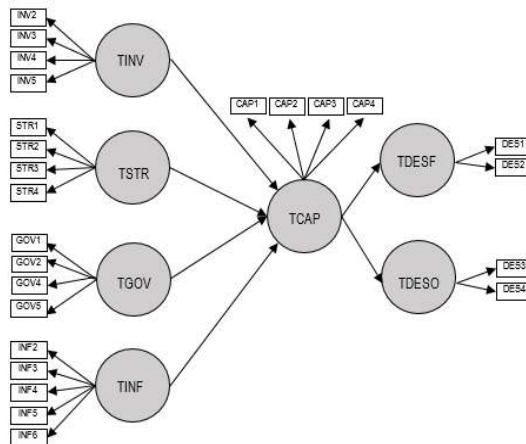 INV2
INV3
INV4
INV5
TINV
STR1
STR2
STR3
STR4
TSTR
GOV1
GOV2
GOV4
GOV5
TGOV
INF2
INF3
INF4
INF5
INF6
TINF
CAP1 CAP2 CAP3 CAP4
TCAP
TDESF
DES1
DES2
TDESO
DES3
DES4